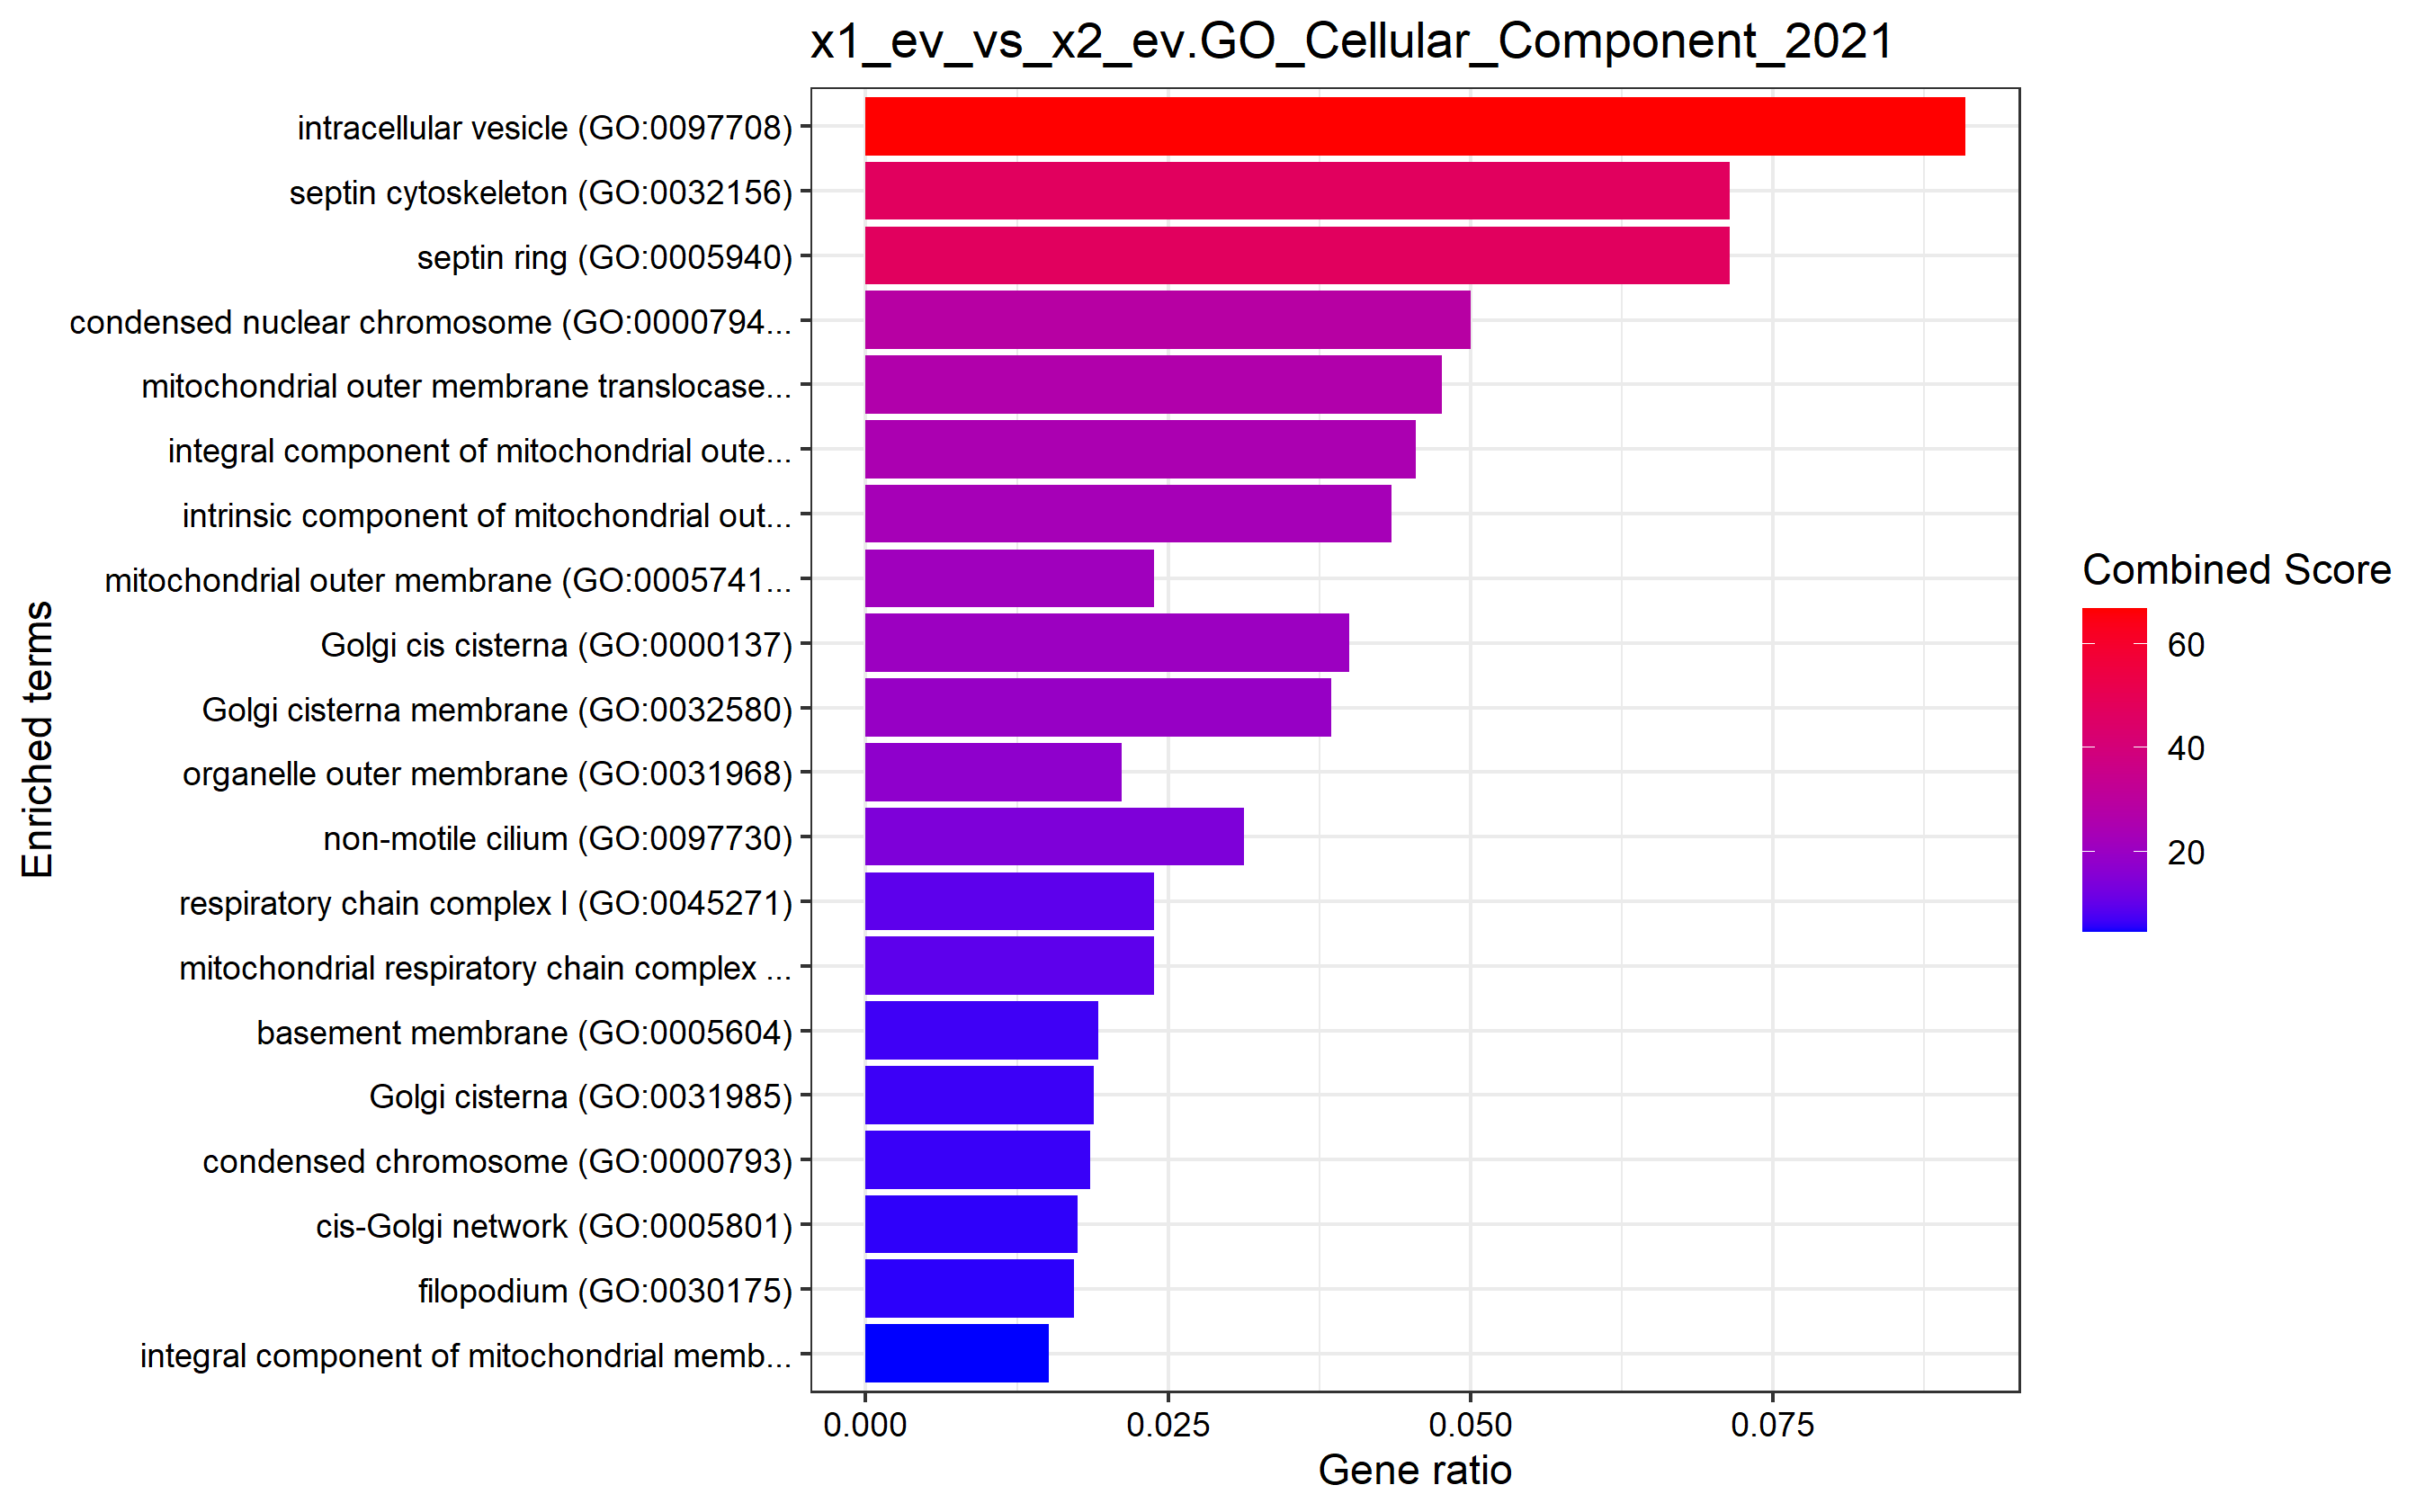 x1_ev_vs_x2_ev.GO_Cellular_Component_2021
intracellular vesicle (GO:0097708)
septin cytoskeleton (GO:0032156)
septin ring (GO:0005940)
condensed nuclear chromosome (GO:0000794...
mitochondrial outer membrane translocase...
integral component of mitochondrial oute...
intrinsic component of mitochondrial out...
mitochondrial outer membrane (GO:0005741...
Golgi cis cisterna (GO:0000137)
Golgi cisterna membrane (GO:0032580)
organelle outer membrane (GO:0031968)
non-motile cilium (GO:0097730)
respiratory chain complex I (GO:0045271)
mitochondrial respiratory chain complex ...
basement membrane (GO:0005604)
Golgi cisterna (GO:0031985)
condensed chromosome (GO:0000793)
cis-Golgi network (GO:0005801)
filopodium (GO:0030175)
integral component of mitochondrial memb...
Enriched terms
0.000 0.025 0.050 0.075
Gene ratio
Combined Score
60
40
20